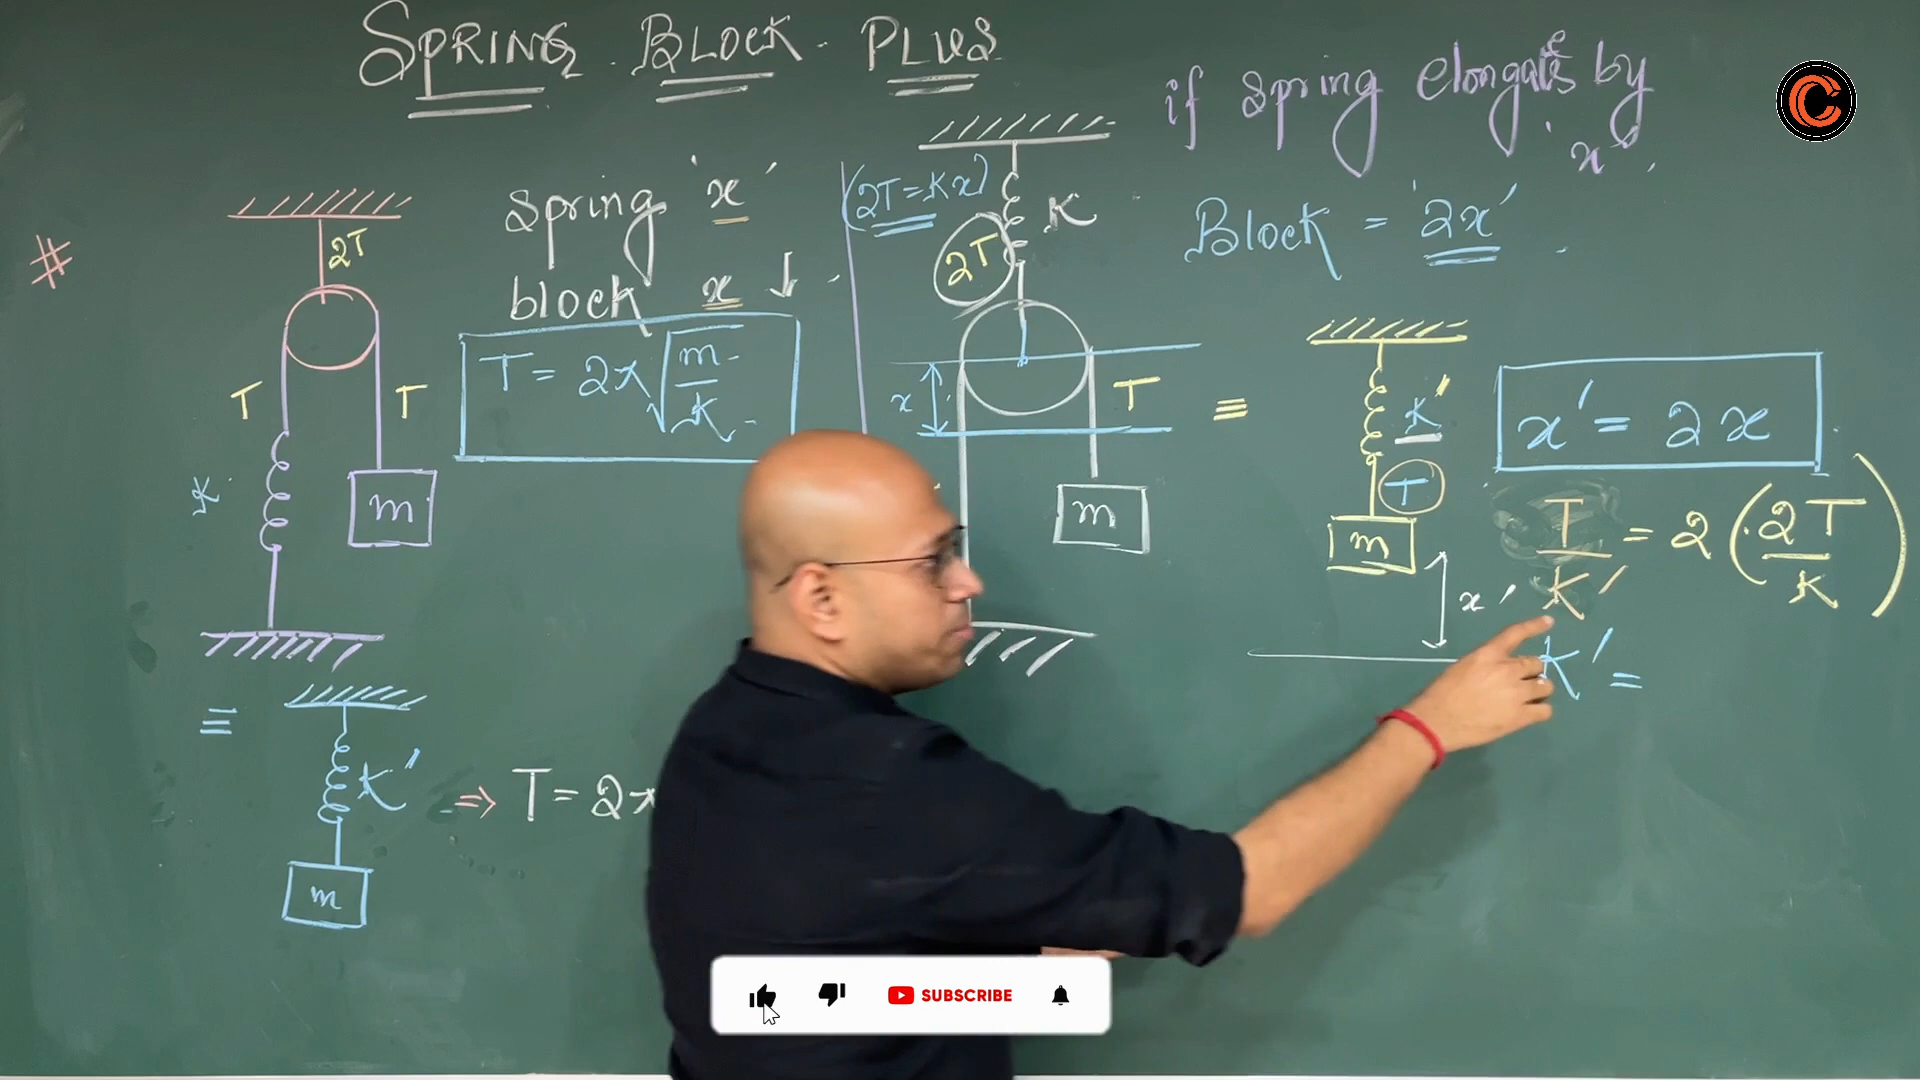 SPRING BLOCK PLUS
if spring elongates by
'x'
Block = '2x'
#
2T
T
T
K
m
Spring 'x'
block x ↓
T = 2π√m/K
(2T = Kx)
K
2T
T
x
m
≡
K'
T
m
x'
x' = 2x
T/K' = 2(2T/K)
K' =
≡
K'
m
⇒ T = 2π
SUBSCRIBE